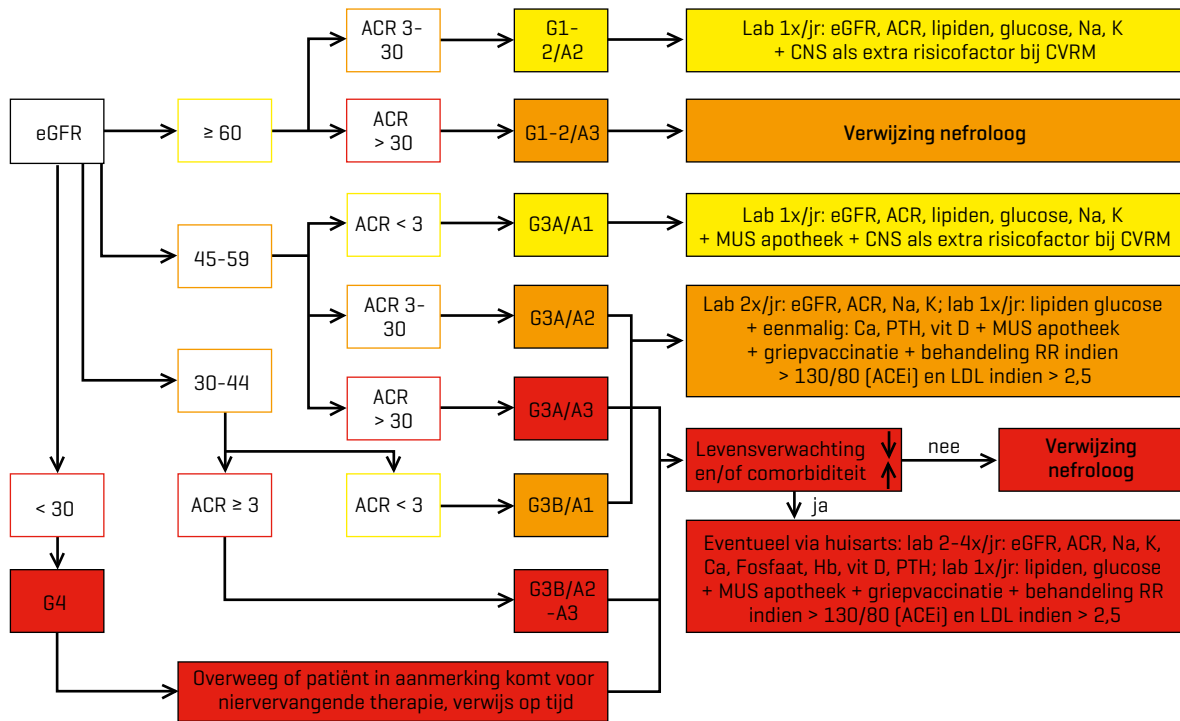 ACR 3-
30
G1-
2/A2
Lab 1x/jr: eGFR, ACR, lipiden, glucose, Na, K
+ CNS als extra risicofactor bij CVRM
eGFR
≥ 60
ACR
> 30
G1-2/A3
Verwijzing nefroloog
45-59
ACR < 3
G3A/A1
Lab 1x/jr: eGFR, ACR, lipiden, glucose, Na, K
+ MUS apotheek + CNS als extra risicofactor bij CVRM
ACR 3-
30
G3A/A2
Lab 2x/jr: eGFR, ACR, Na, K; lab 1x/jr: lipiden glucose
+ eenmalig: Ca, PTH, vit D + MUS apotheek
+ griepvaccinatie + behandeling RR indien
> 130/80 (ACEi) en LDL indien > 2,5
30-44
ACR
> 30
G3A/A3
Levensverwachting
en/of comorbiditeit
nee
Verwijzing
nefroloog
ja
< 30
ACR ≥ 3
ACR < 3
G3B/A1
Eventueel via huisarts: lab 2-4x/jr: eGFR, ACR, Na, K,
Ca, Fosfaat, Hb, vit D, PTH; lab 1x/jr: lipiden, glucose
+ MUS apotheek + griepvaccinatie + behandeling RR
indien > 130/80 (ACEi) en LDL indien > 2,5
G4
G3B/A2
-A3
Overweeg of patiënt in aanmerking komt voor
niervervangende therapie, verwijs op tijd